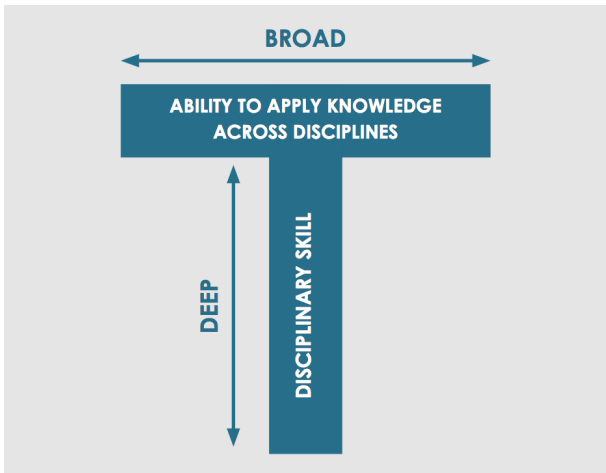 BROAD
ABILITY TO APPLY KNOWLEDGE
ACROSS DISCIPLINES
DEEP
DISCIPLINARY SKILL